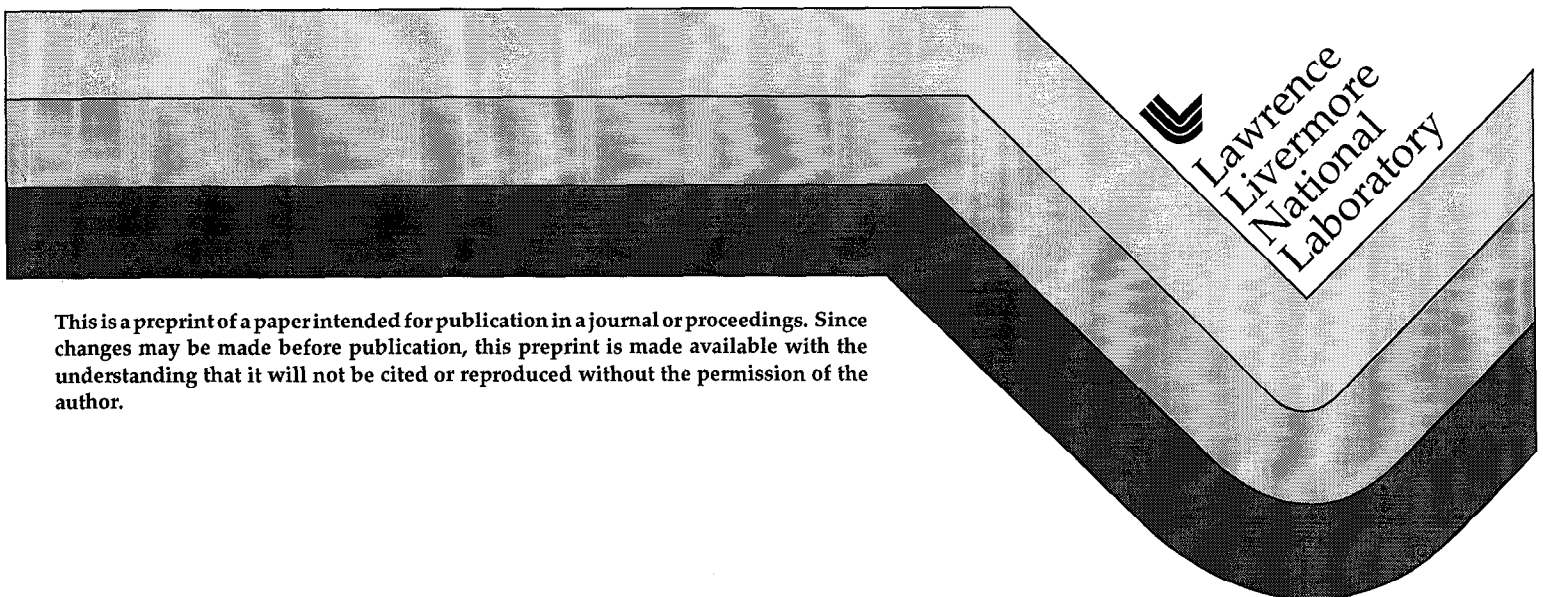 Lawrence
Livermore
National
Laboratory
This is a preprint of a paper intended for publication in a journal or proceedings. Since
changes may be made before publication, this preprint is made available with the
understanding that it will not be cited or reproduced without the permission of the
author.